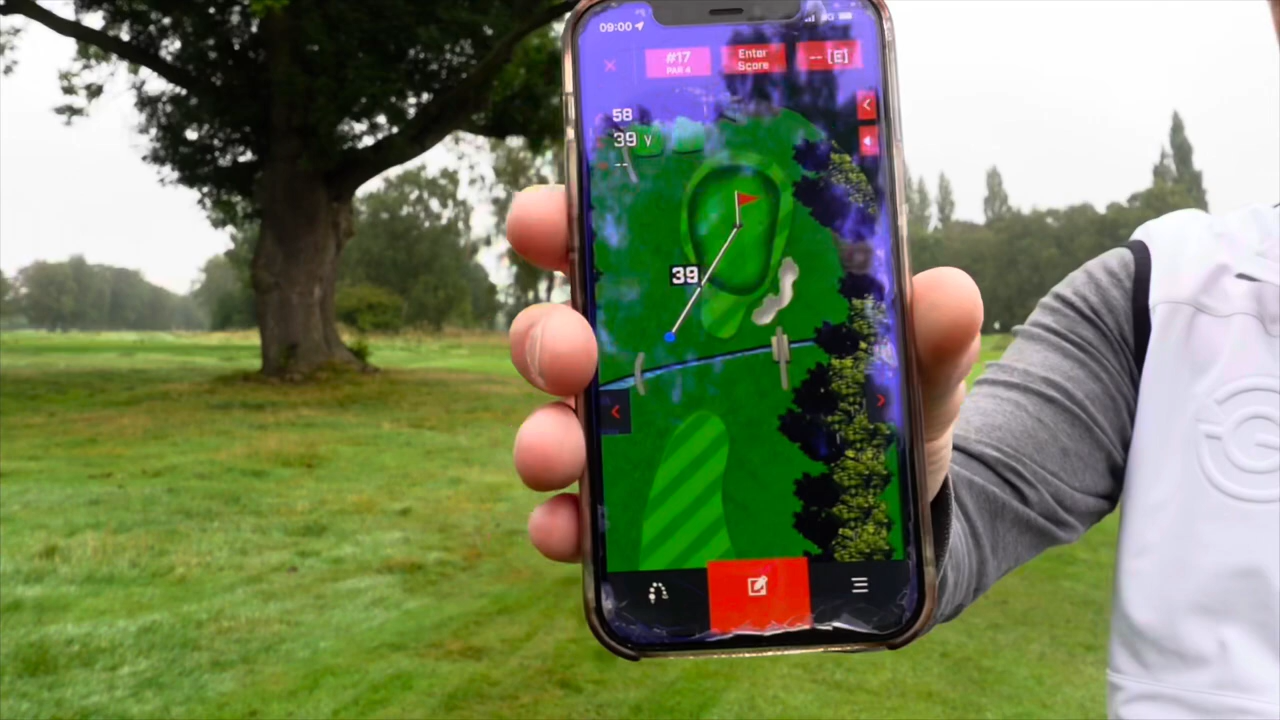 09:00
#17
PAR 4
Enter
Score
-- [E]
58
39 y
--
39
G